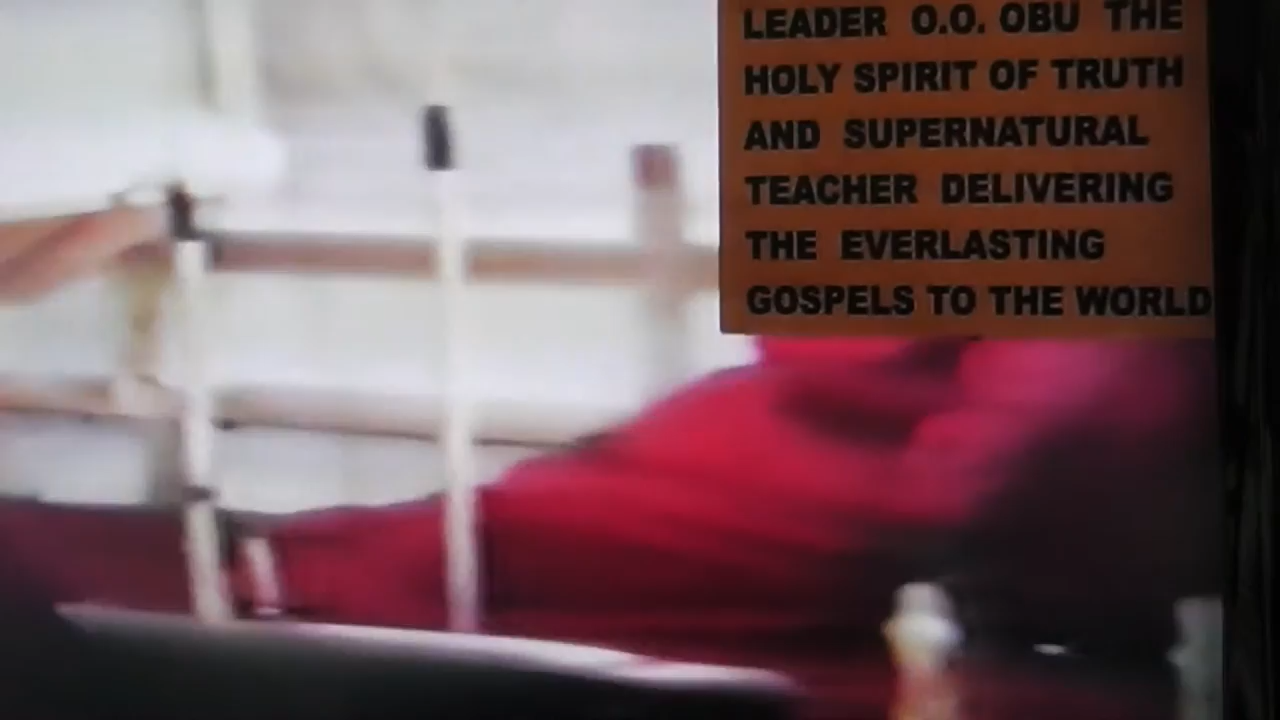 LEADER O.O. OBU THE
HOLY SPIRIT OF TRUTH
AND SUPERNATURAL
TEACHER DELIVERING
THE EVERLASTING
GOSPELS TO THE WORLD